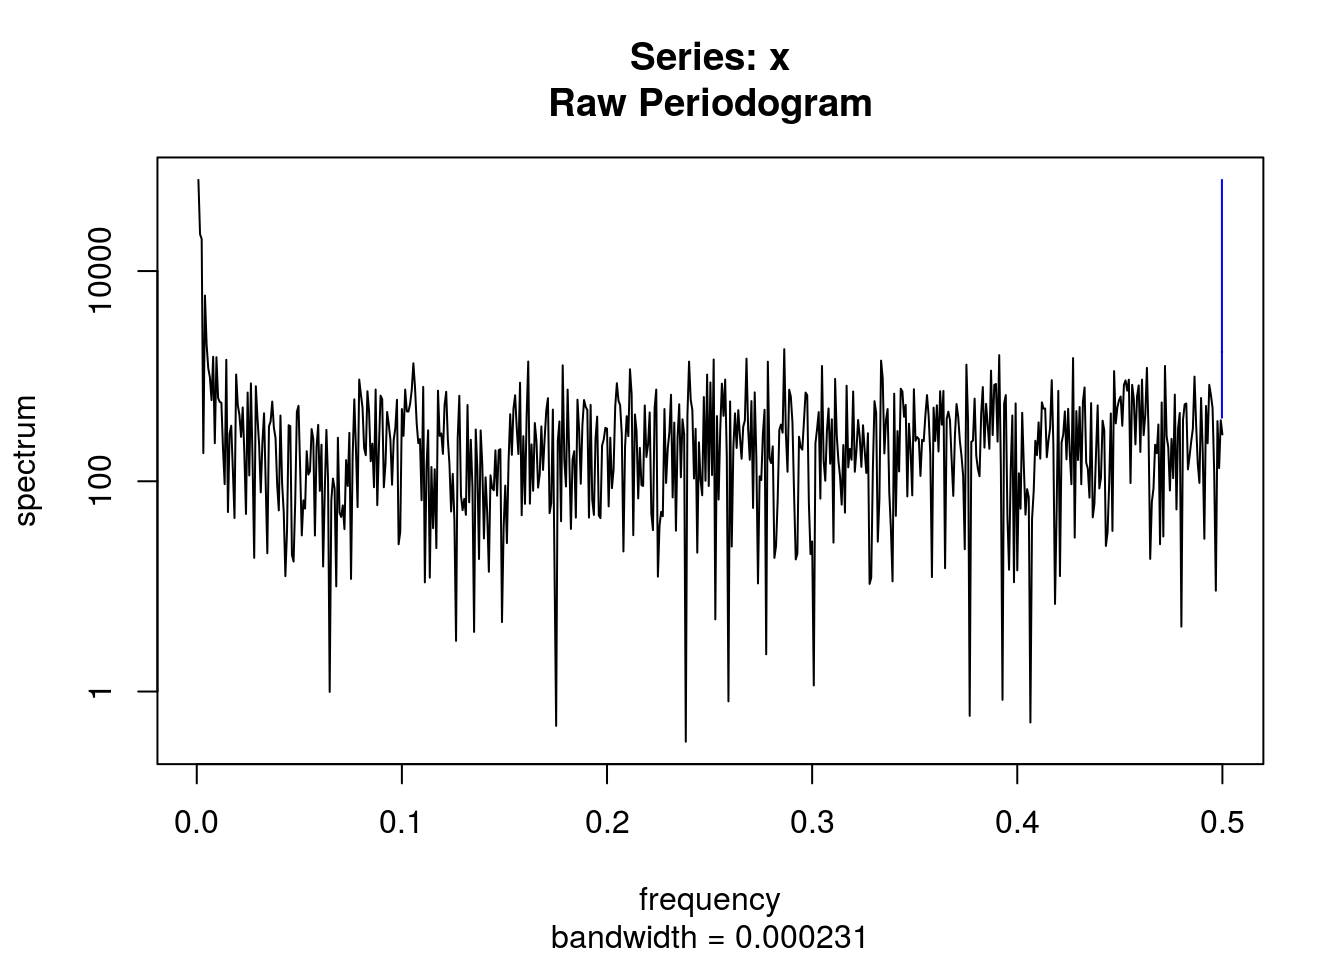 Series: x
Raw Periodogram
spectrum
10000
100
1
0.0 0.1 0.2 0.3 0.4 0.5
frequency
bandwidth = 0.000231